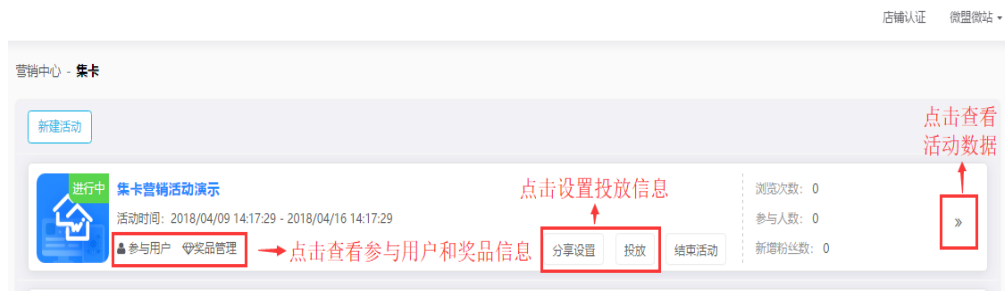 店铺认证 微盟微站
营销中心 - 集卡
新建活动
点击查看
活动数据
进行中
集卡营销活动演示
点击设置投放信息
浏览次数: 0
活动时间: 2018/04/09 14:17:29 - 2018/04/16 14:17:29
参与人数: 0
»
参与用户 奖品管理
点击查看参与用户和奖品信息
分享设置 投放 结束活动
新增粉丝数: 0